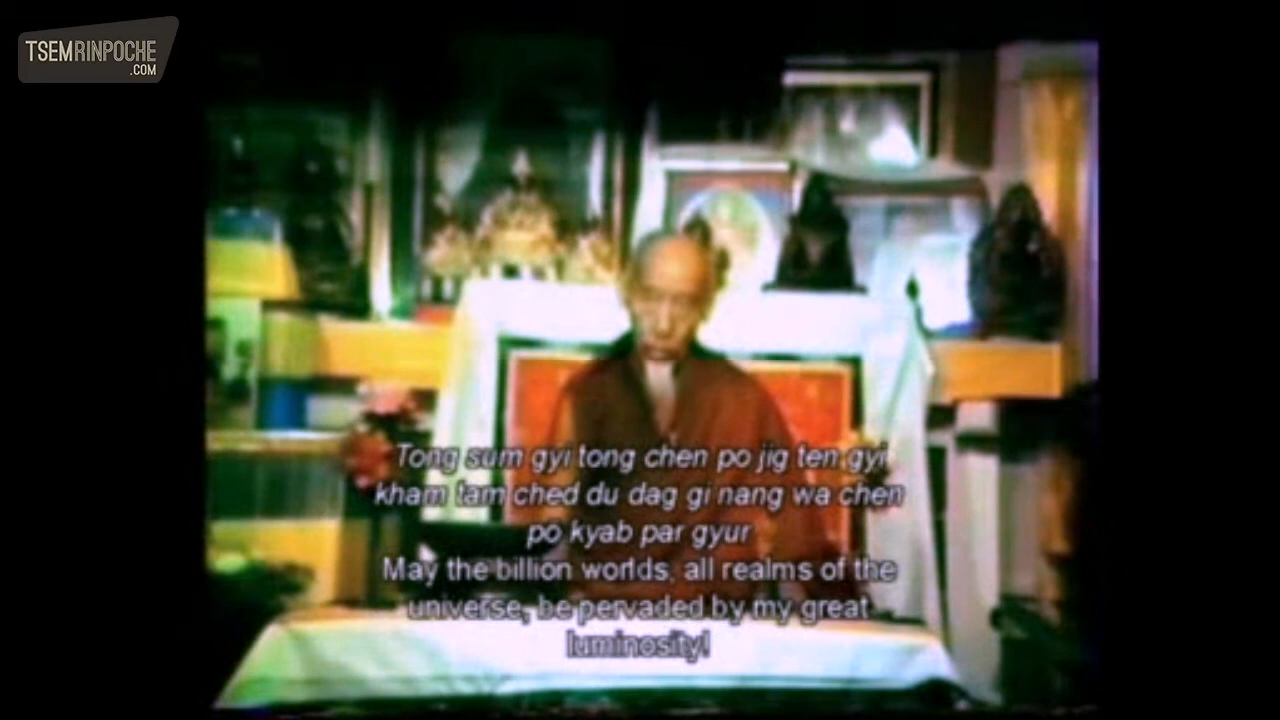 TSEMRINPOCHE
.COM
Tong sum gyi tong chen po jig ten gyi
kham tam ched du dag gi nang wa chen
po kyab par gyur
May the billion worlds, all realms of the
universe, be pervaded by my great
luminosity!